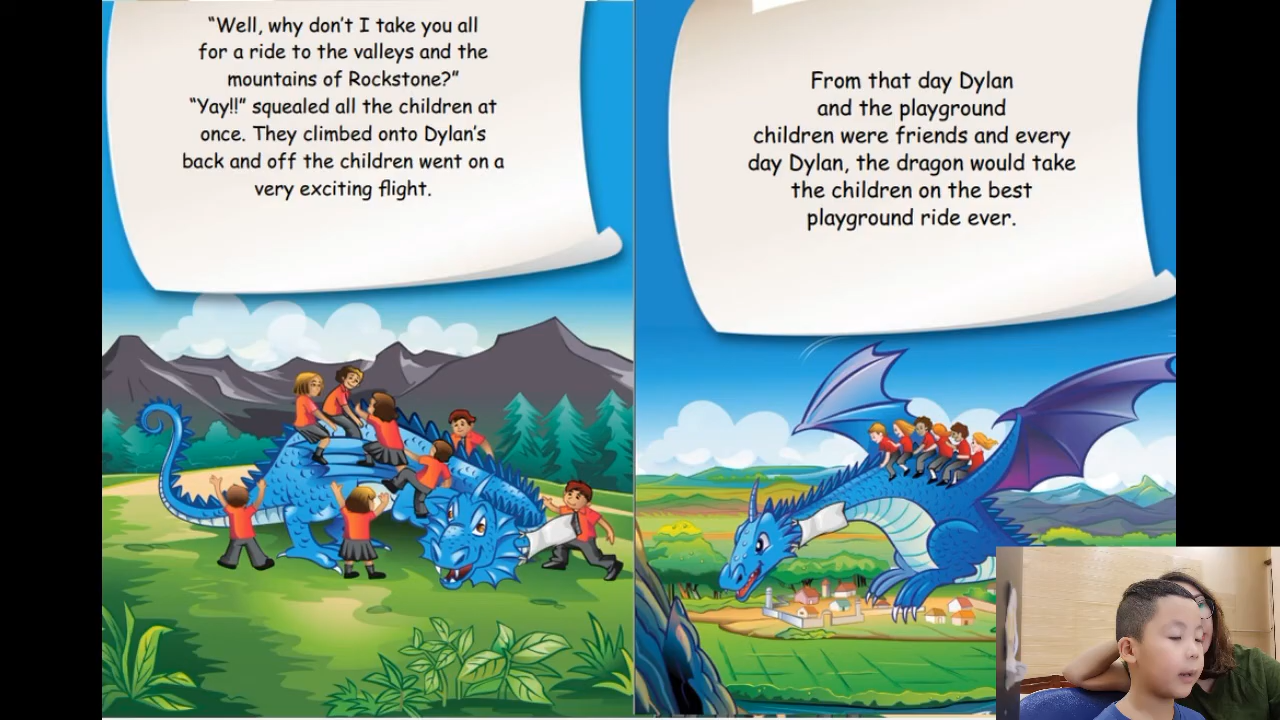 “Well, why don’t I take you all
for a ride to the valleys and the
mountains of Rockstone?”
“Yay!!” squealed all the children at
once. They climbed onto Dylan’s
back and off the children went on a
very exciting flight.
From that day Dylan
and the playground
children were friends and every
day Dylan, the dragon would take
the children on the best
playground ride ever.